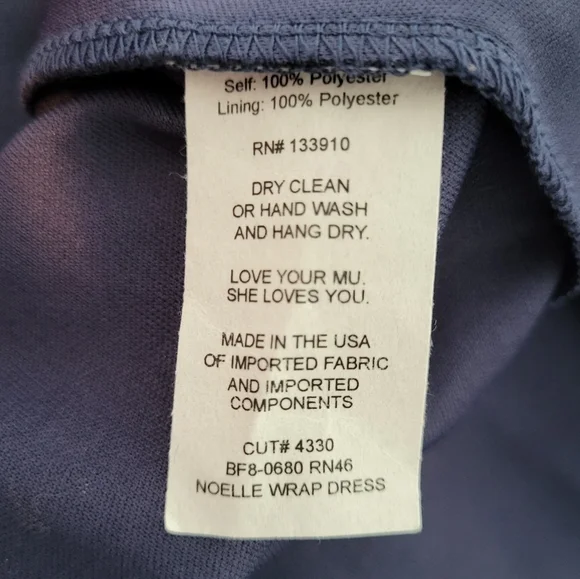 Self: 100% Polyester
Lining: 100% Polyester
RN# 133910
DRY CLEAN
OR HAND WASH
AND HANG DRY.
LOVE YOUR MU.
SHE LOVES YOU.
MADE IN THE USA
OF IMPORTED FABRIC
AND IMPORTED
COMPONENTS
CUT# 4330
BF8-0680 RN46
NOELLE WRAP DRESS